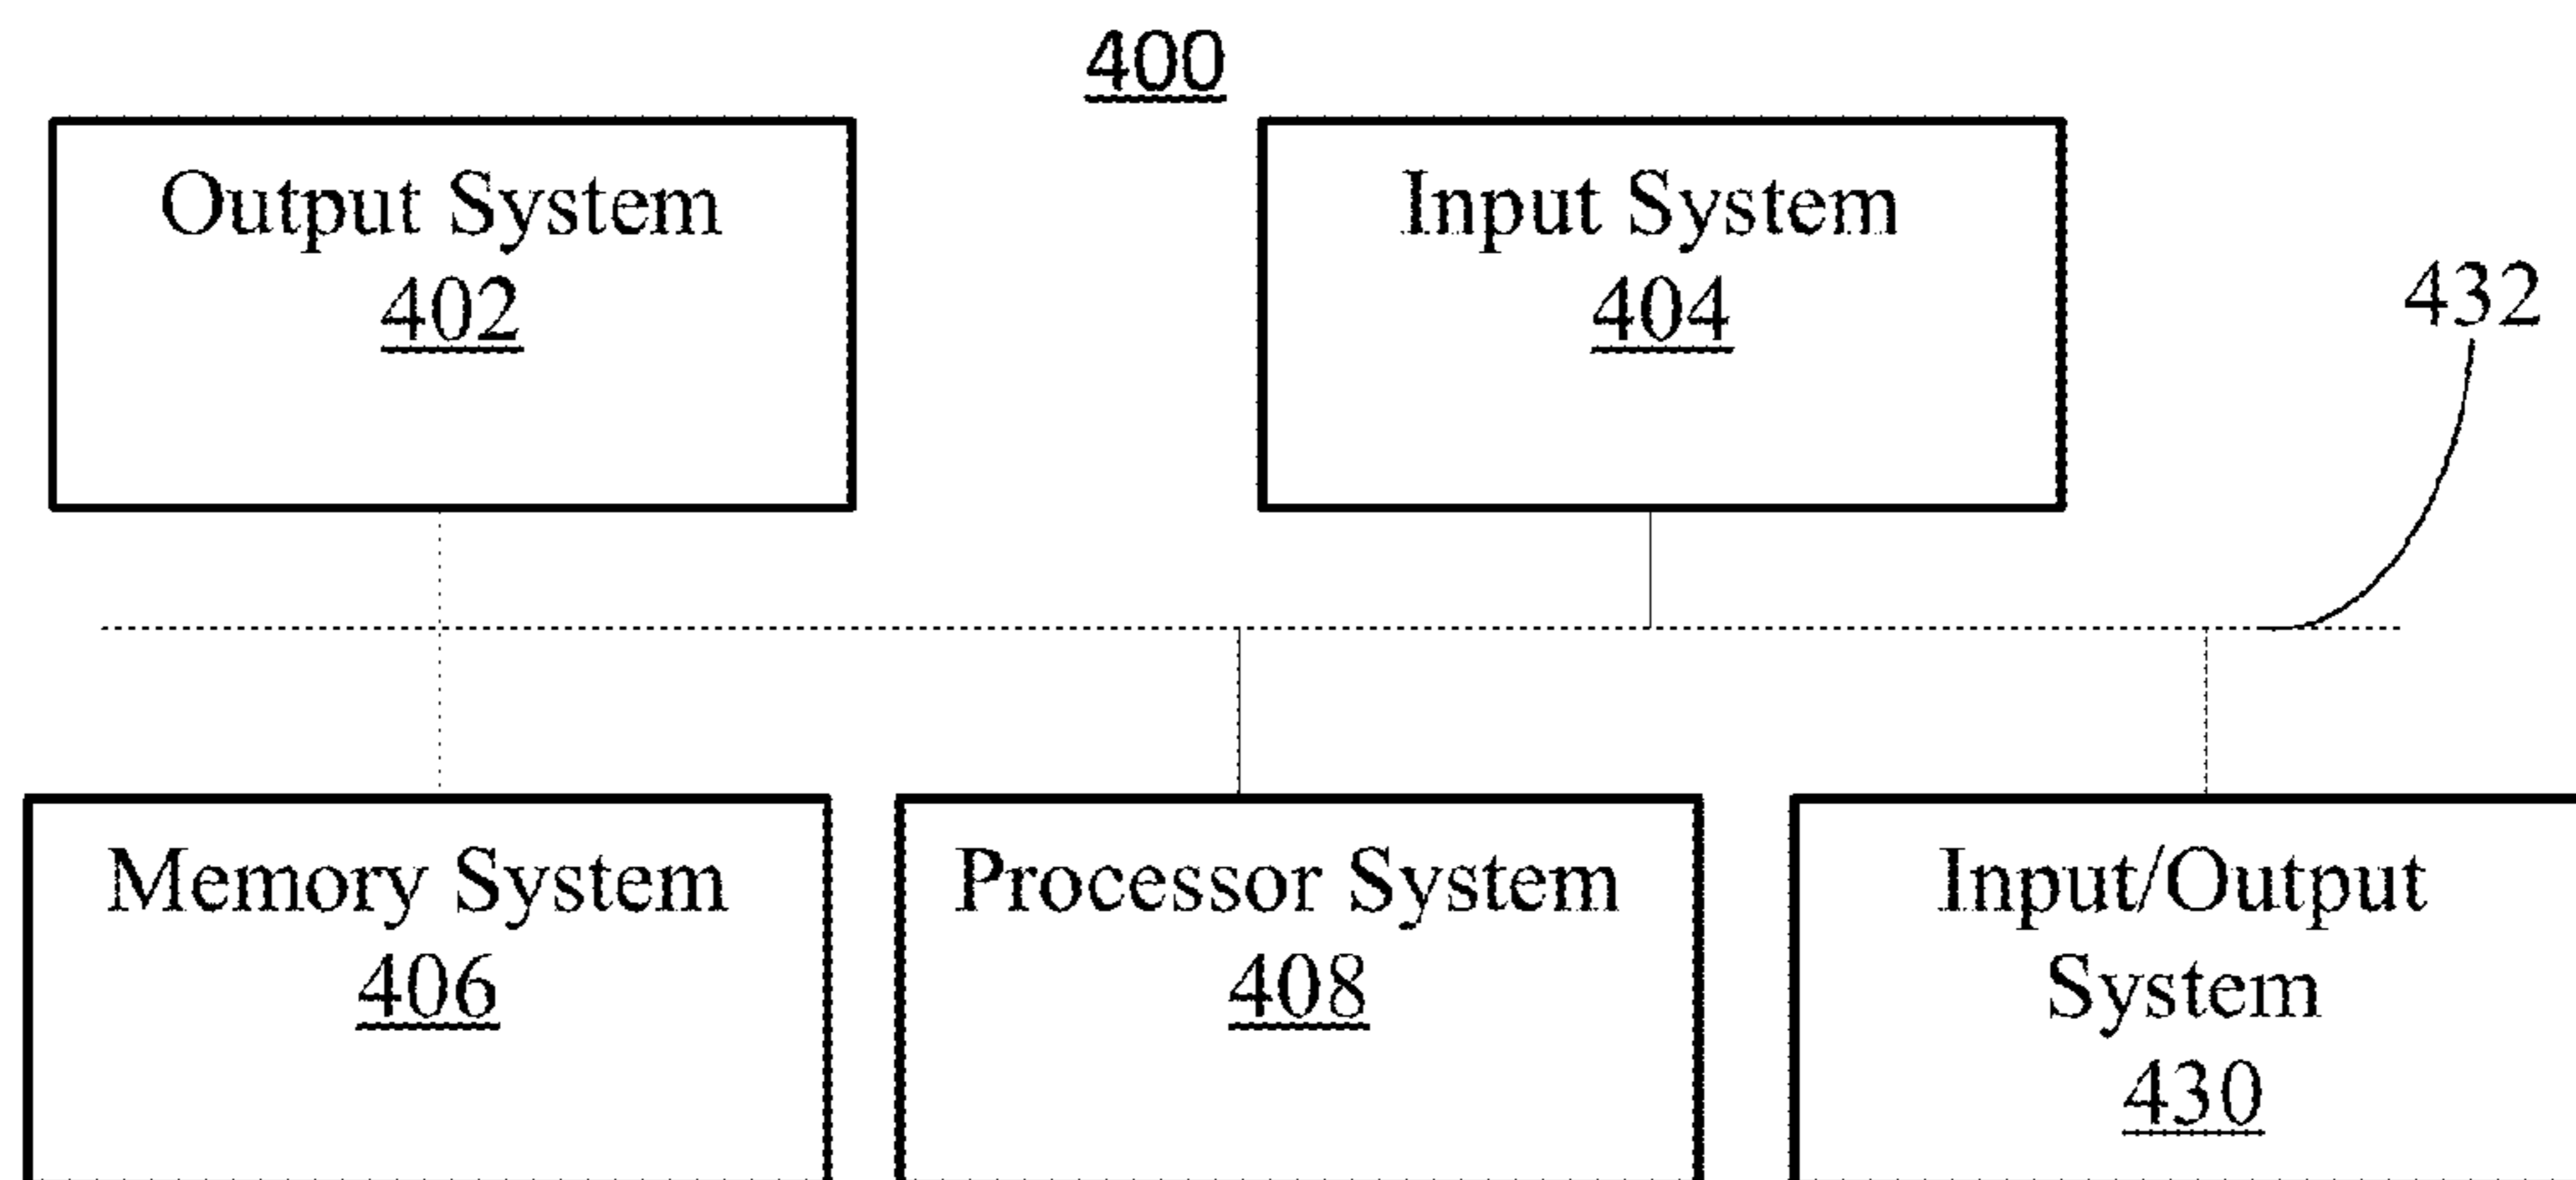 400
Output System
402
Input System
404
432
Memory System
406
Processor System
408
Input/Output
System
430